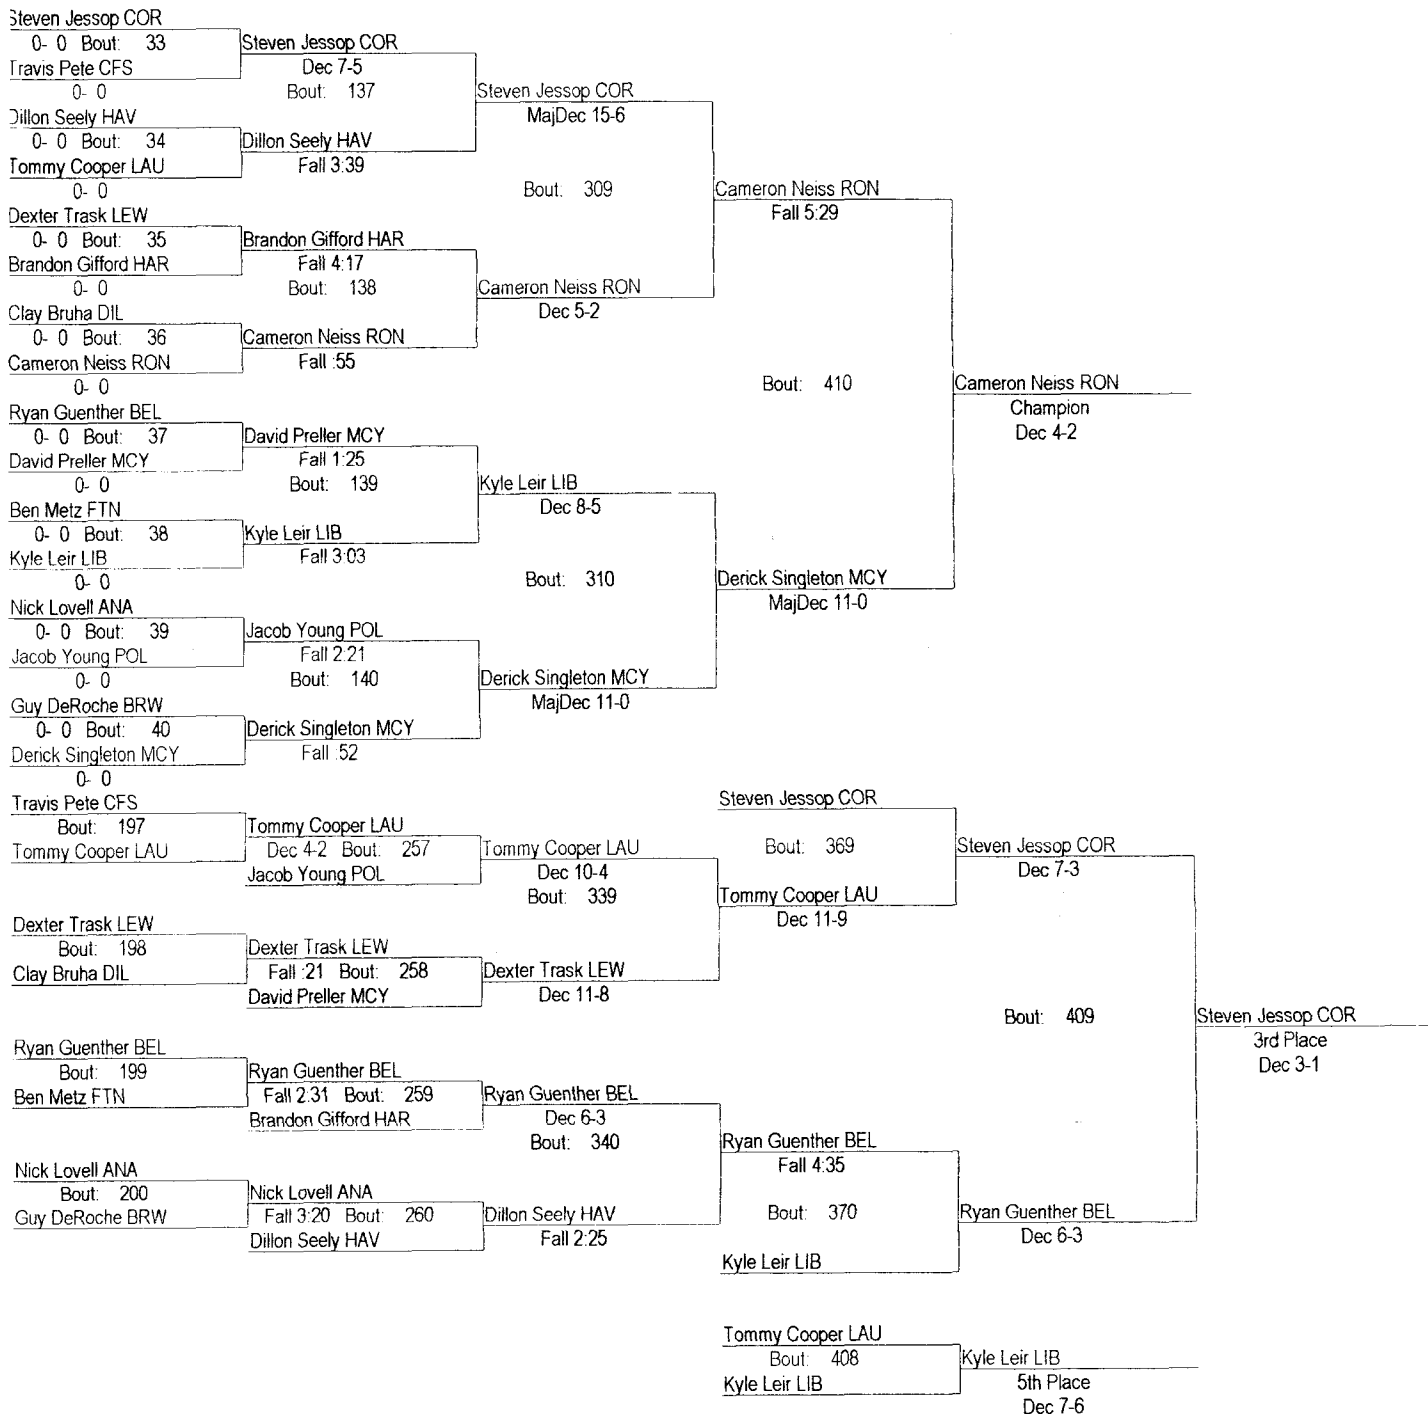 Steven Jessop COR
0- 0 Bout: 33
Travis Pete CFS
0- 0
Dillon Seely HAV
0- 0 Bout: 34
Tommy Cooper LAU
0- 0
Dexter Trask LEW
0- 0 Bout: 35
Brandon Gifford HAR
0- 0
Clay Bruha DIL
0- 0 Bout: 36
Cameron Neiss RON
0- 0
Ryan Guenther BEL
0- 0 Bout: 37
David Preller MCY
0- 0
Ben Metz FTN
0- 0 Bout: 38
Kyle Leir LIB
0- 0
Nick Lovell ANA
0- 0 Bout: 39
Jacob Young POL
0- 0
Guy DeRoche BRW
0- 0 Bout: 40
Derick Singleton MCY
0- 0
Steven Jessop COR
Dec 7-5
Bout: 137
Dillon Seely HAV
Fall 3:39
Brandon Gifford HAR
Fall 4:17
Bout: 138
Cameron Neiss RON
Fall :55
David Preller MCY
Fall 1:25
Bout: 139
Kyle Leir LIB
Fall 3:03
Jacob Young POL
Fall 2:21
Bout: 140
Derick Singleton MCY
Fall :52
Steven Jessop COR
MajDec 15-6
Bout: 309
Cameron Neiss RON
Dec 5-2
Kyle Leir LIB
Dec 8-5
Bout: 310
Derick Singleton MCY
MajDec 11-0
Cameron Neiss RON
Fall 5:29
Bout: 410
Derick Singleton MCY
MajDec 11-0
Cameron Neiss RON
Champion
Dec 4-2
Travis Pete CFS
Bout: 197
Tommy Cooper LAU
Dexter Trask LEW
Bout: 198
Clay Bruha DIL
Ryan Guenther BEL
Bout: 199
Ben Metz FTN
Nick Lovell ANA
Bout: 200
Guy DeRoche BRW
Tommy Cooper LAU
Dec 4-2 Bout: 257
Jacob Young POL
Dexter Trask LEW
Fall :21 Bout: 258
David Preller MCY
Ryan Guenther BEL
Fall 2:31 Bout: 259
Brandon Gifford HAR
Nick Lovell ANA
Fall 3:20 Bout: 260
Dillon Seely HAV
Tommy Cooper LAU
Dec 10-4
Bout: 339
Dexter Trask LEW
Dec 11-8
Ryan Guenther BEL
Dec 6-3
Bout: 340
Dillon Seely HAV
Fall 2:25
Steven Jessop COR
Bout: 369
Tommy Cooper LAU
Dec 11-9
Ryan Guenther BEL
Fall 4:35
Bout: 370
Kyle Leir LIB
Steven Jessop COR
Dec 7-3
Bout: 409
Ryan Guenther BEL
Dec 6-3
Steven Jessop COR
3rd Place
Dec 3-1
Tommy Cooper LAU
Bout: 408
Kyle Leir LIB
Kyle Leir LIB
5th Place
Dec 7-6